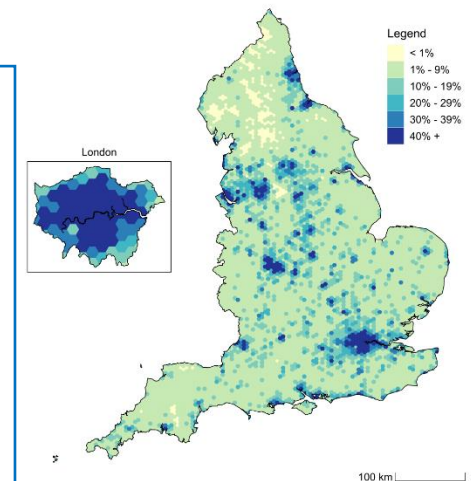 Legend
< 1%
1% - 9%
10% - 19%
20% - 29%
30% - 39%
40% +
London
100 km